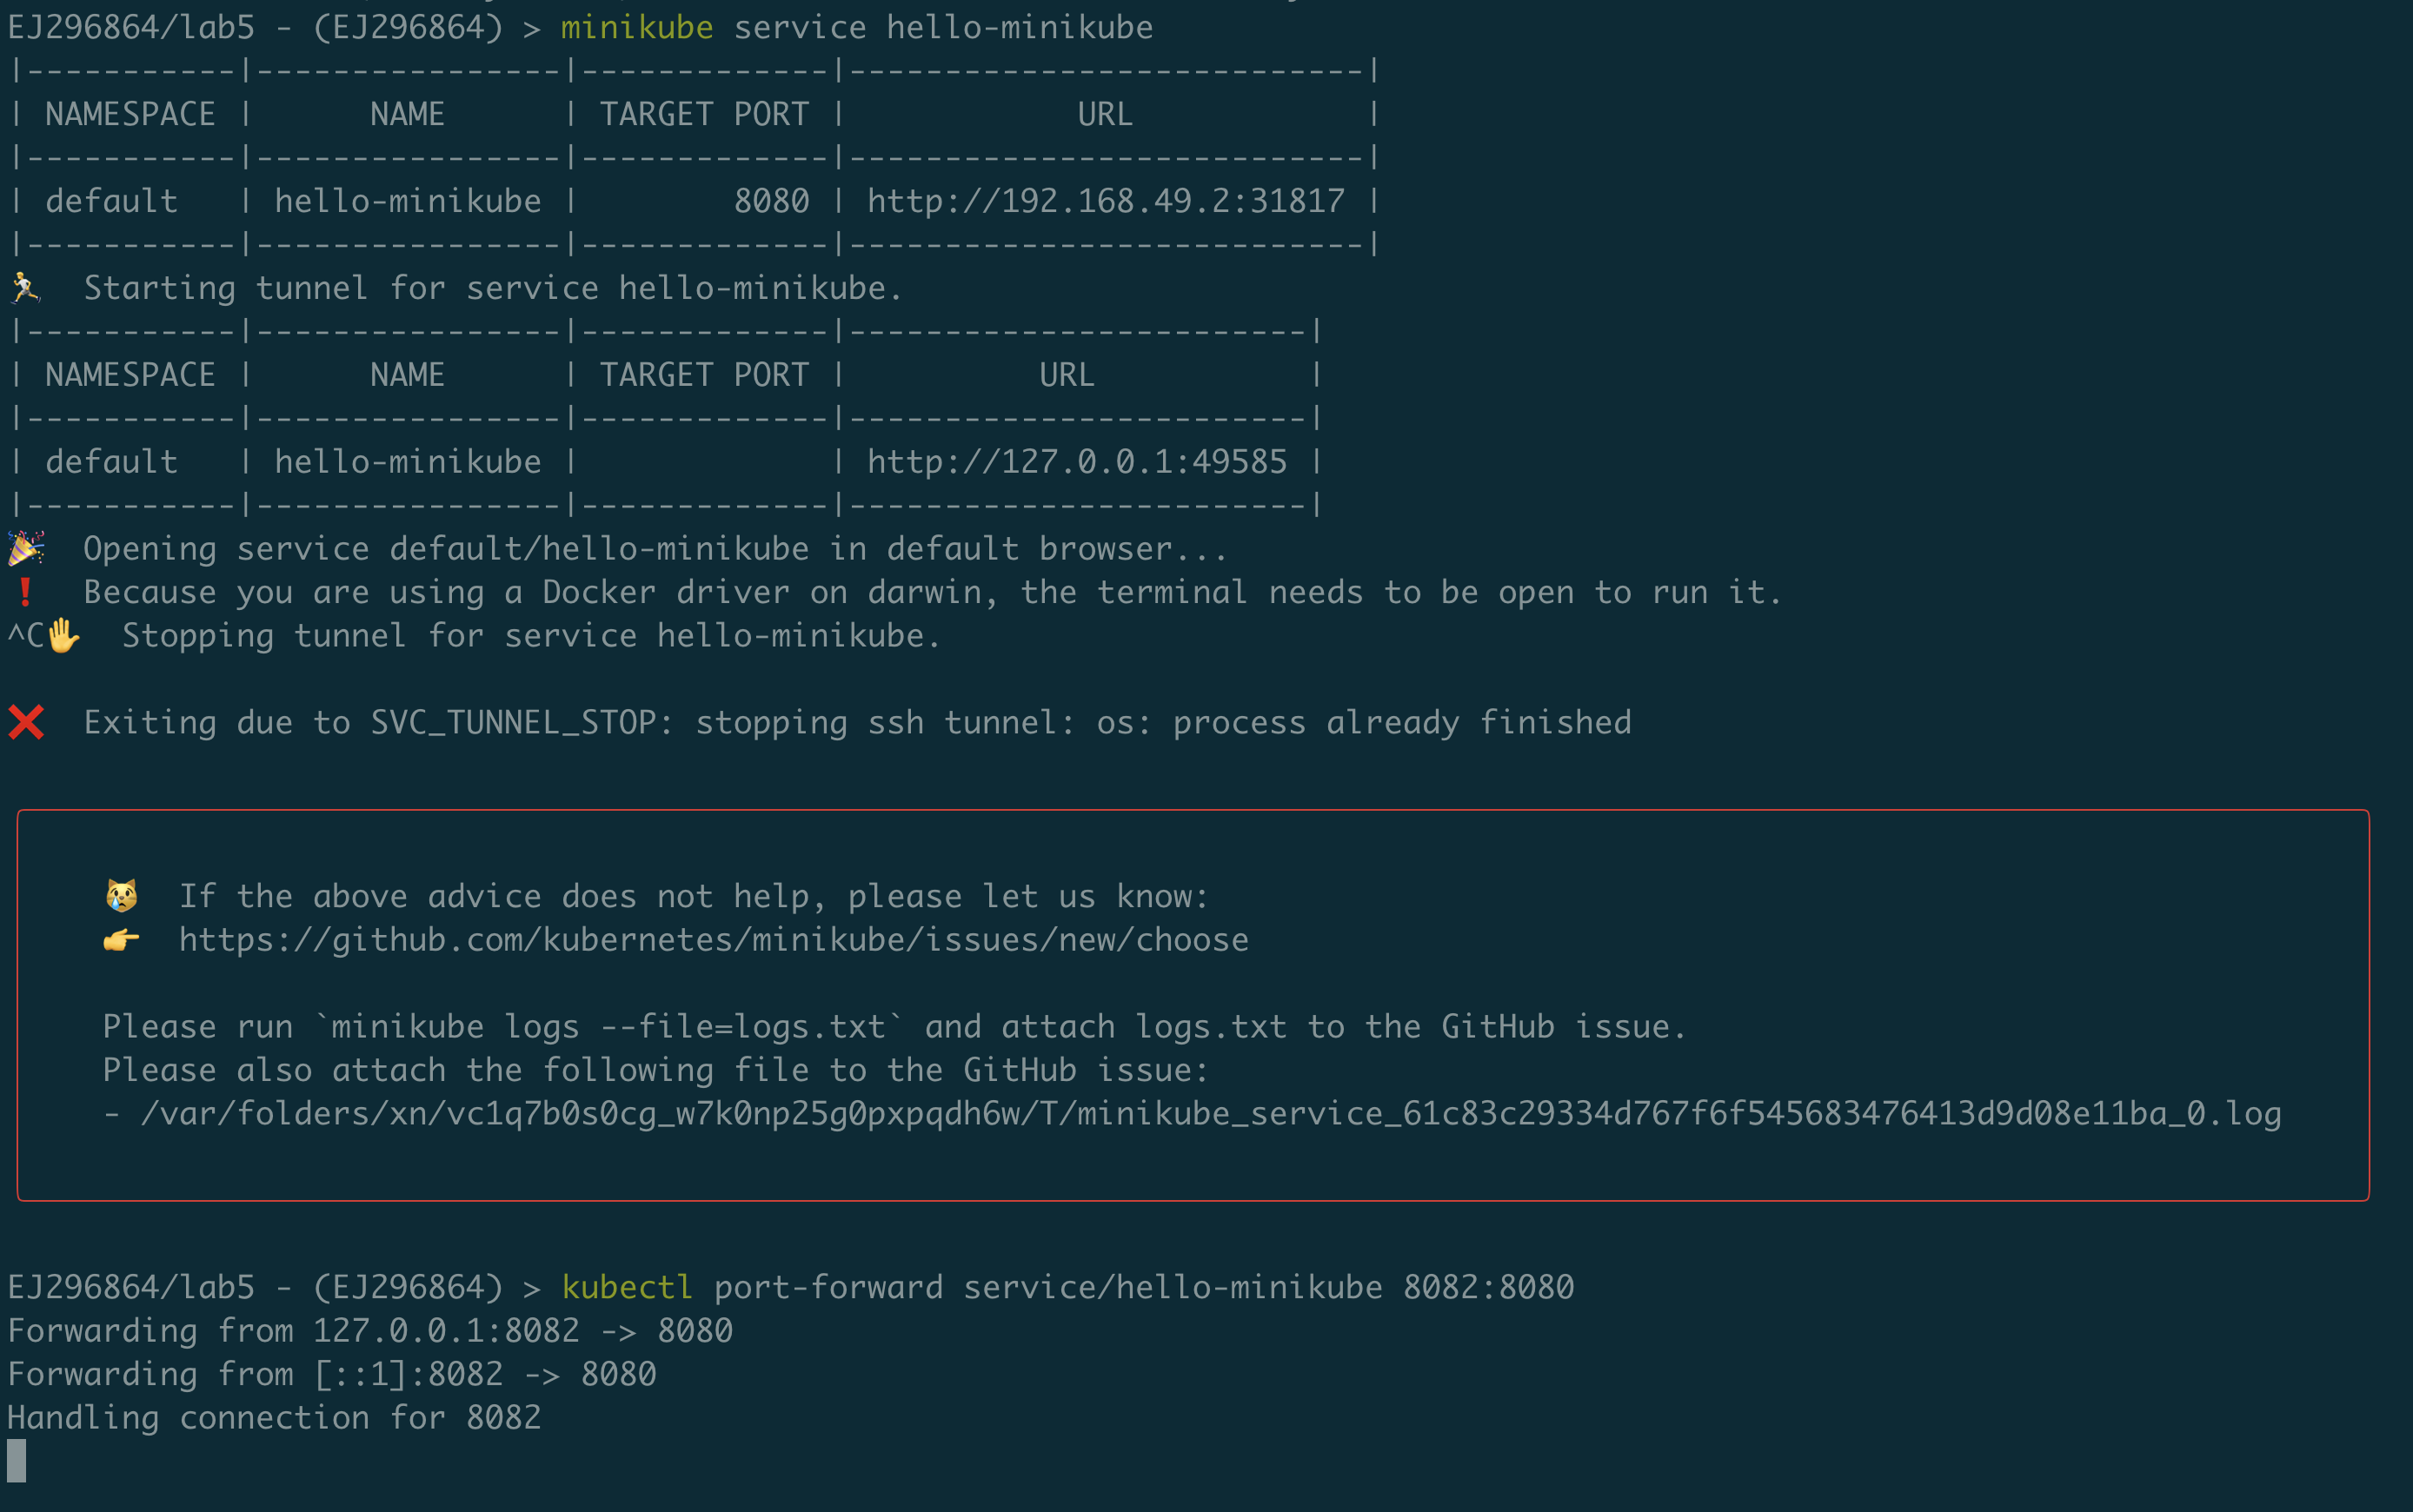 EJ296864/lab5 - (EJ296864) > minikube service hello-minikube
|-----------|----------------|-------------|---------------------------|
| NAMESPACE |      NAME      | TARGET PORT |            URL            |
|-----------|----------------|-------------|---------------------------|
| default   | hello-minikube |        8080 | http://192.168.49.2:31817 |
|-----------|----------------|-------------|---------------------------|
🏃  Starting tunnel for service hello-minikube.
|-----------|----------------|-------------|------------------------|
| NAMESPACE |      NAME      | TARGET PORT |          URL           |
|-----------|----------------|-------------|------------------------|
| default   | hello-minikube |             | http://127.0.0.1:49585 |
|-----------|----------------|-------------|------------------------|
🎉  Opening service default/hello-minikube in default browser...
❗  Because you are using a Docker driver on darwin, the terminal needs to be open to run it.
^C✋  Stopping tunnel for service hello-minikube.
❌  Exiting due to SVC_TUNNEL_STOP: stopping ssh tunnel: os: process already finished
😿  If the above advice does not help, please let us know:
👉  https://github.com/kubernetes/minikube/issues/new/choose
Please run `minikube logs --file=logs.txt` and attach logs.txt to the GitHub issue.
Please also attach the following file to the GitHub issue:
- /var/folders/xn/vc1q7b0s0cg_w7k0np25g0pxpqdh6w/T/minikube_service_61c83c29334d767f6f545683476413d9d08e11ba_0.log
EJ296864/lab5 - (EJ296864) > kubectl port-forward service/hello-minikube 8082:8080
Forwarding from 127.0.0.1:8082 -> 8080
Forwarding from [::1]:8082 -> 8080
Handling connection for 8082